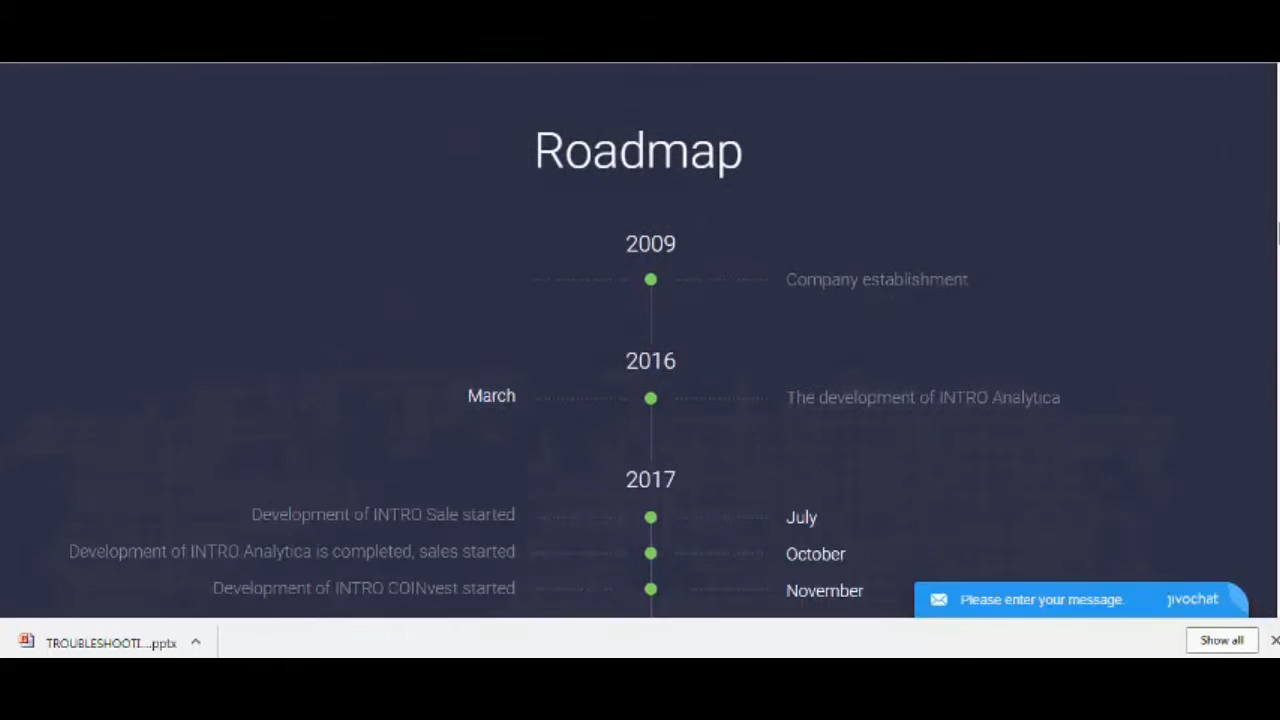 Roadmap
2009
Company establishment
2016
March
The development of INTRO Analytica
2017
Development of INTRO Sale started
July
Development of INTRO Analytica is completed, sales started
October
Development of INTRO COINvest started
November
Please enter your message.
jivochat
TROUBLESHOOTI....pptx
Show all